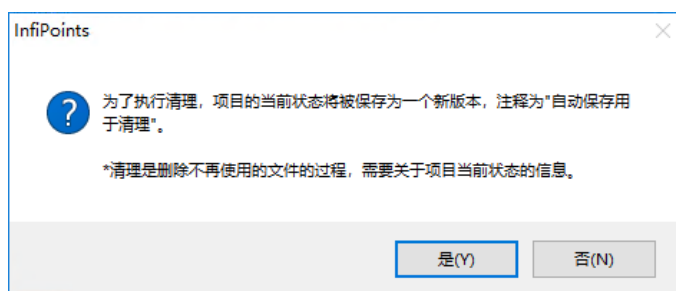 InfiPoints
为了执行清理，项目的当前状态将被保存为一个新版本，注释为"自动保存用
于清理"。
*清理是删除不再使用的文件的过程，需要关于项目当前状态的信息。
是(Y)
否(N)